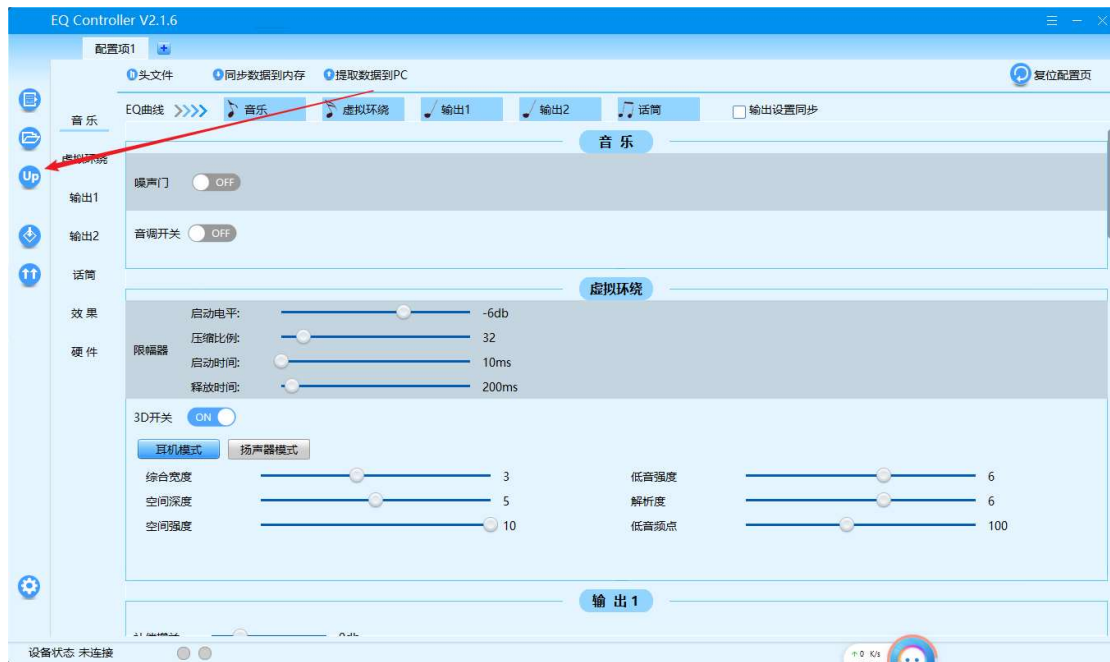 EQ Controller V2.1.6
配置项1
头文件 同步数据到内存 提取数据到PC 复位配置页
EQ曲线 音乐 虚拟环绕 输出1 输出2 话筒 输出设置同步
音乐
虚拟环绕
Up
输出1
输出2
话筒
效果
硬件
音乐
噪声门 OFF
音调开关 OFF
虚拟环绕
限幅器
启动电平: -6db
压缩比例: 32
启动时间: 10ms
释放时间: 200ms
3D开关 ON
耳机模式 扬声器模式
综合宽度 3 低音强度 6
空间深度 5 解析度 6
空间强度 10 低音频点 100
输出1
设备状态 未连接
0 K/s